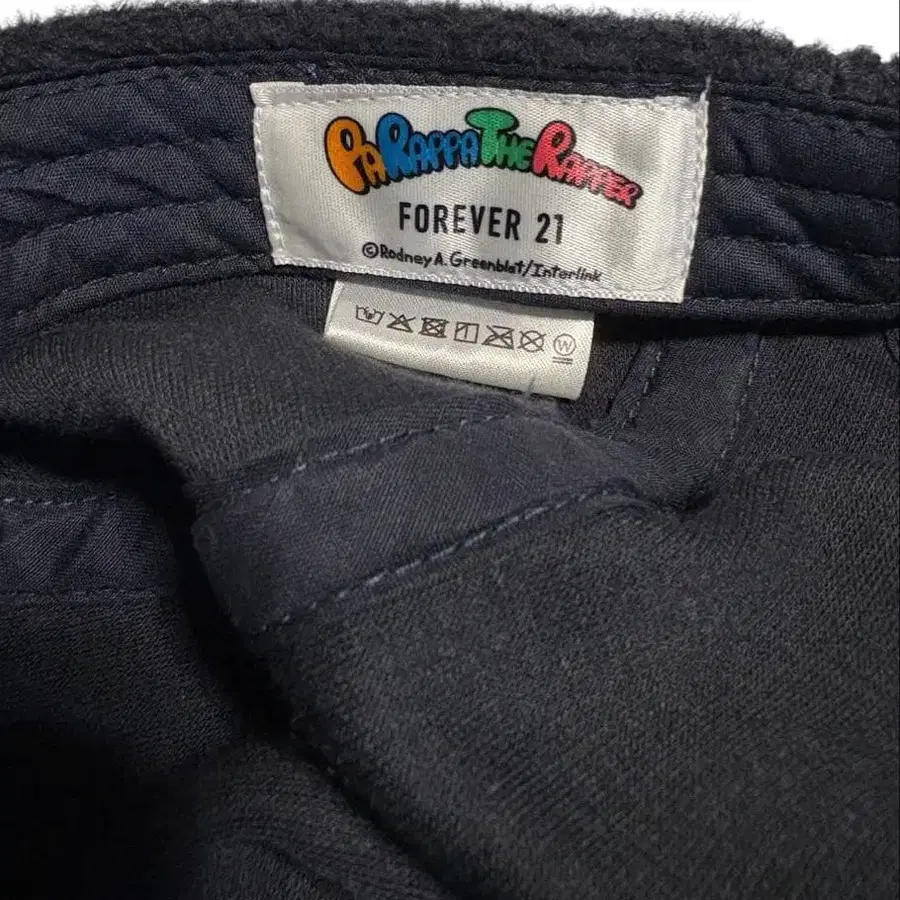 PARAPPA THE RAPPER
FOREVER 21
©Rodney A. Greenblat/Interlink
W